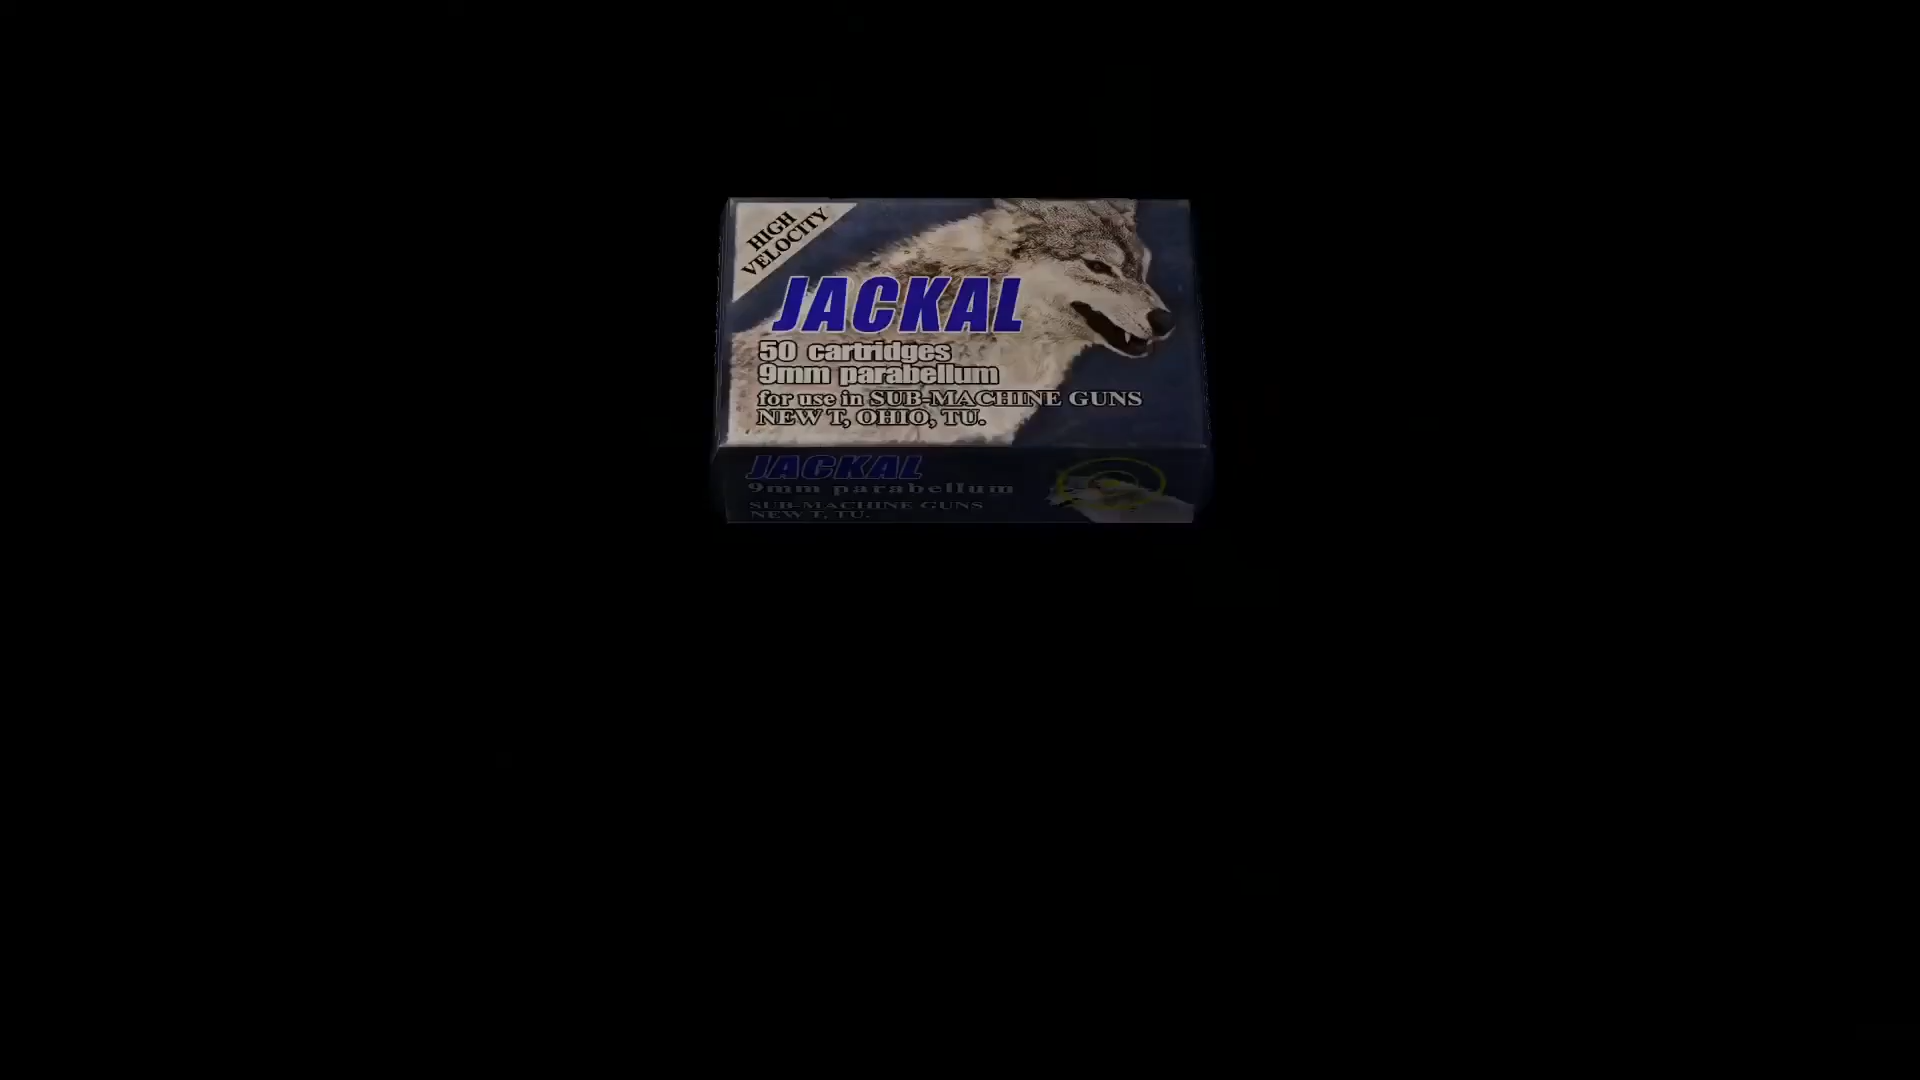 HIGH
VELOCITY
JACKAL
50 cartridges
9mm parabellum
for use in SUB-MACHINE GUNS
NEW T, OHIO, TU.
JACKAL
9mm parabellum
SUB-MACHINE GUNS
NEW T, TU.